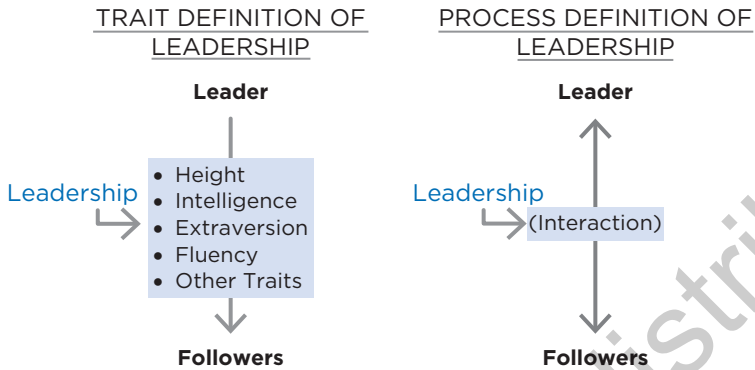 TRAIT DEFINITION OF
LEADERSHIP
Leader
Leadership
• Height
• Intelligence
• Extraversion
• Fluency
• Other Traits
Followers
PROCESS DEFINITION OF
LEADERSHIP
Leader
Leadership
(Interaction)
Followers